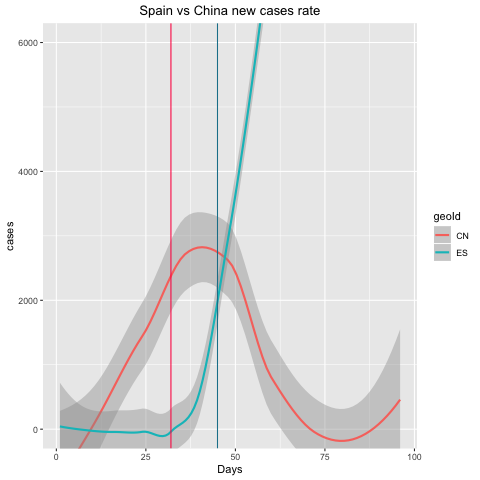 Spain vs China new cases rate
6000
4000
2000
0
cases
0 25 50 75 100
Days
geoId
CN
ES